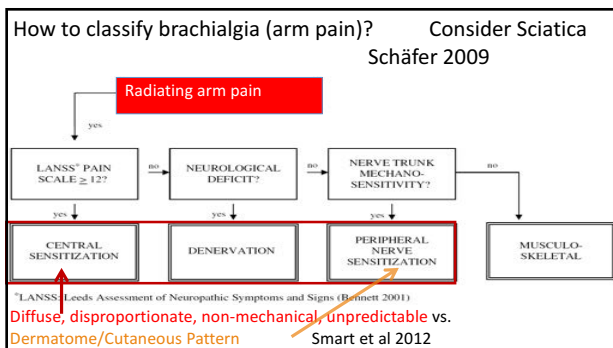 How to classify brachialgia (arm pain)? Consider Sciatica
Schäfer 2009
Radiating arm pain
yes
LANSS* PAIN
SCALE ≥ 12?
no
NEUROLOGICAL
DEFICIT?
no
NERVE TRUNK
MECHANO-
SENSITIVITY?
no
yes
yes
yes
CENTRAL
SENSITIZATION
DENERVATION
PERIPHERAL
NERVE
SENSITIZATION
MUSCULO-
SKELETAL
*LANSS: Leeds Assessment of Neuropathic Symptoms and Signs (Bennett 2001)
Diffuse, disproportionate, non-mechanical, unpredictable vs.
Dermatome/Cutaneous Pattern Smart et al 2012